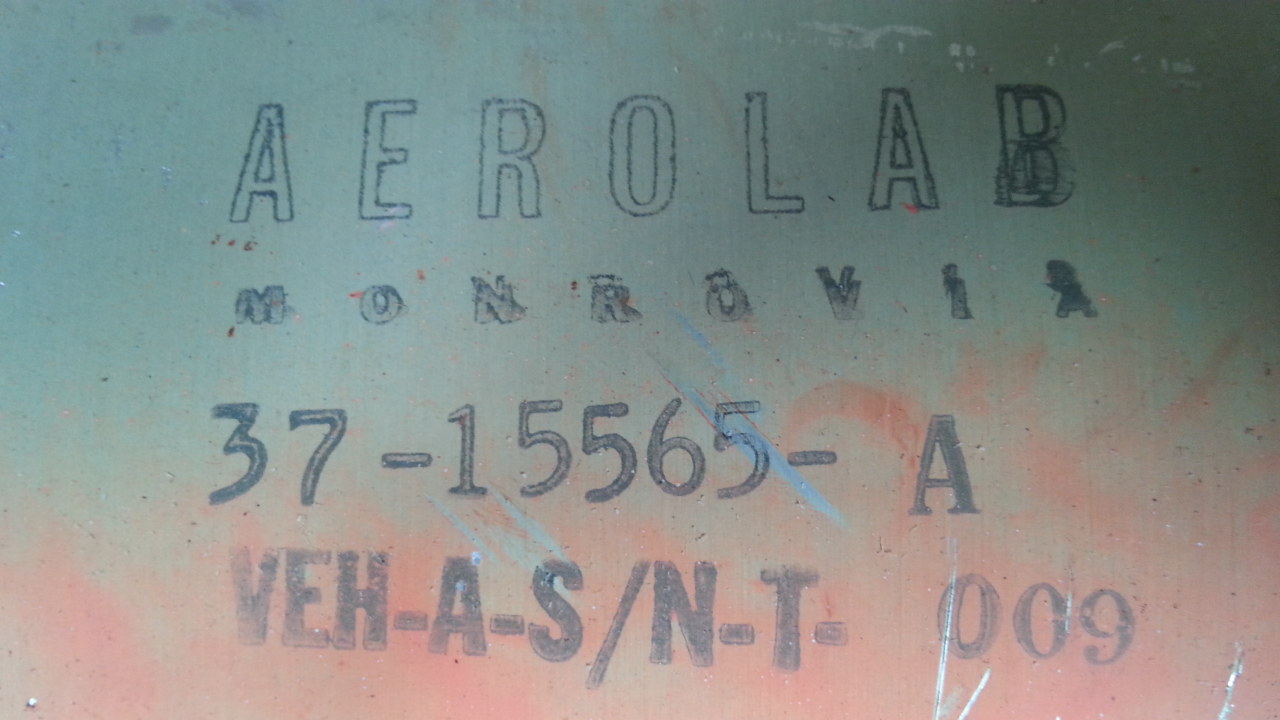 AEROLAB
MONROVIA
37-15565-A
VEH-A-S/N-T-009